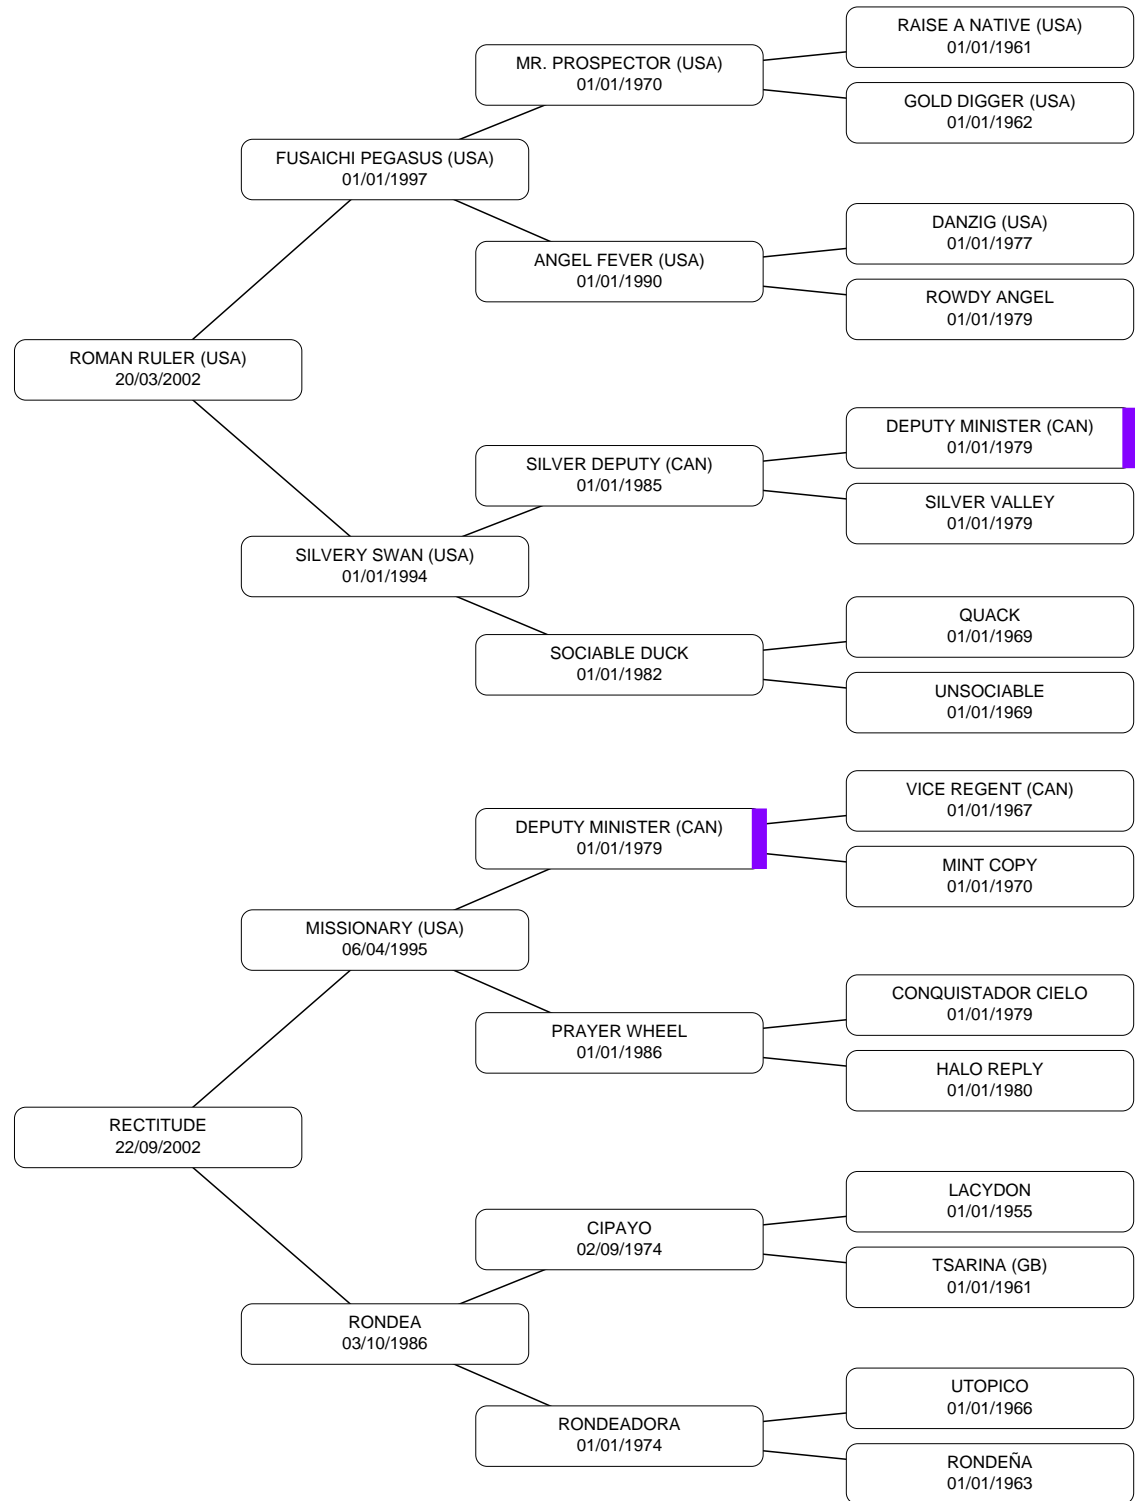 RAISE A NATIVE (USA)
01/01/1961
MR. PROSPECTOR (USA)
01/01/1970
GOLD DIGGER (USA)
01/01/1962
FUSAICHI PEGASUS (USA)
01/01/1997
DANZIG (USA)
01/01/1977
ANGEL FEVER (USA)
01/01/1990
ROWDY ANGEL
01/01/1979
ROMAN RULER (USA)
20/03/2002
DEPUTY MINISTER (CAN)
01/01/1979
SILVER DEPUTY (CAN)
01/01/1985
SILVER VALLEY
01/01/1979
SILVERY SWAN (USA)
01/01/1994
QUACK
01/01/1969
SOCIABLE DUCK
01/01/1982
UNSOCIABLE
01/01/1969
VICE REGENT (CAN)
01/01/1967
DEPUTY MINISTER (CAN)
01/01/1979
MINT COPY
01/01/1970
MISSIONARY (USA)
06/04/1995
CONQUISTADOR CIELO
01/01/1979
PRAYER WHEEL
01/01/1986
HALO REPLY
01/01/1980
RECTITUDE
22/09/2002
LACYDON
01/01/1955
CIPAYO
02/09/1974
TSARINA (GB)
01/01/1961
RONDEA
03/10/1986
UTOPICO
01/01/1966
RONDEADORA
01/01/1974
RONDEÑA
01/01/1963